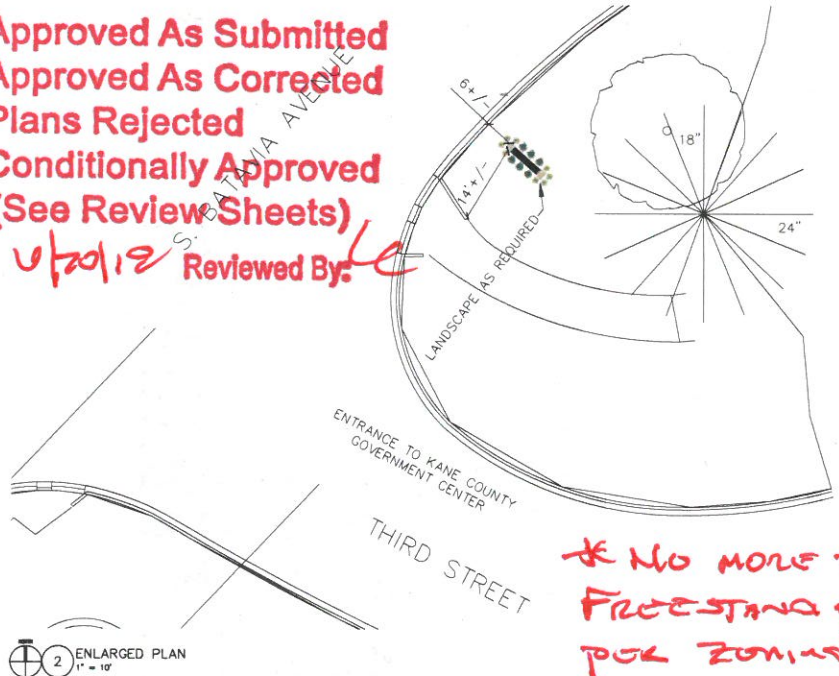 Approved As Submitted
Approved As Corrected
Plans Rejected
Conditionally Approved
(See Review Sheets)
Reviewed By:
S. BATAVIA AVENUE
6+/-
14'+/-
LANDSCAPE AS REQUIRED
18"
24"
ENTRANCE TO KANE COUNTY
GOVERNMENT CENTER
THIRD STREET
* NO MORE
FREESTAND
PER ZONING
2 ENLARGED PLAN
1" = 10'